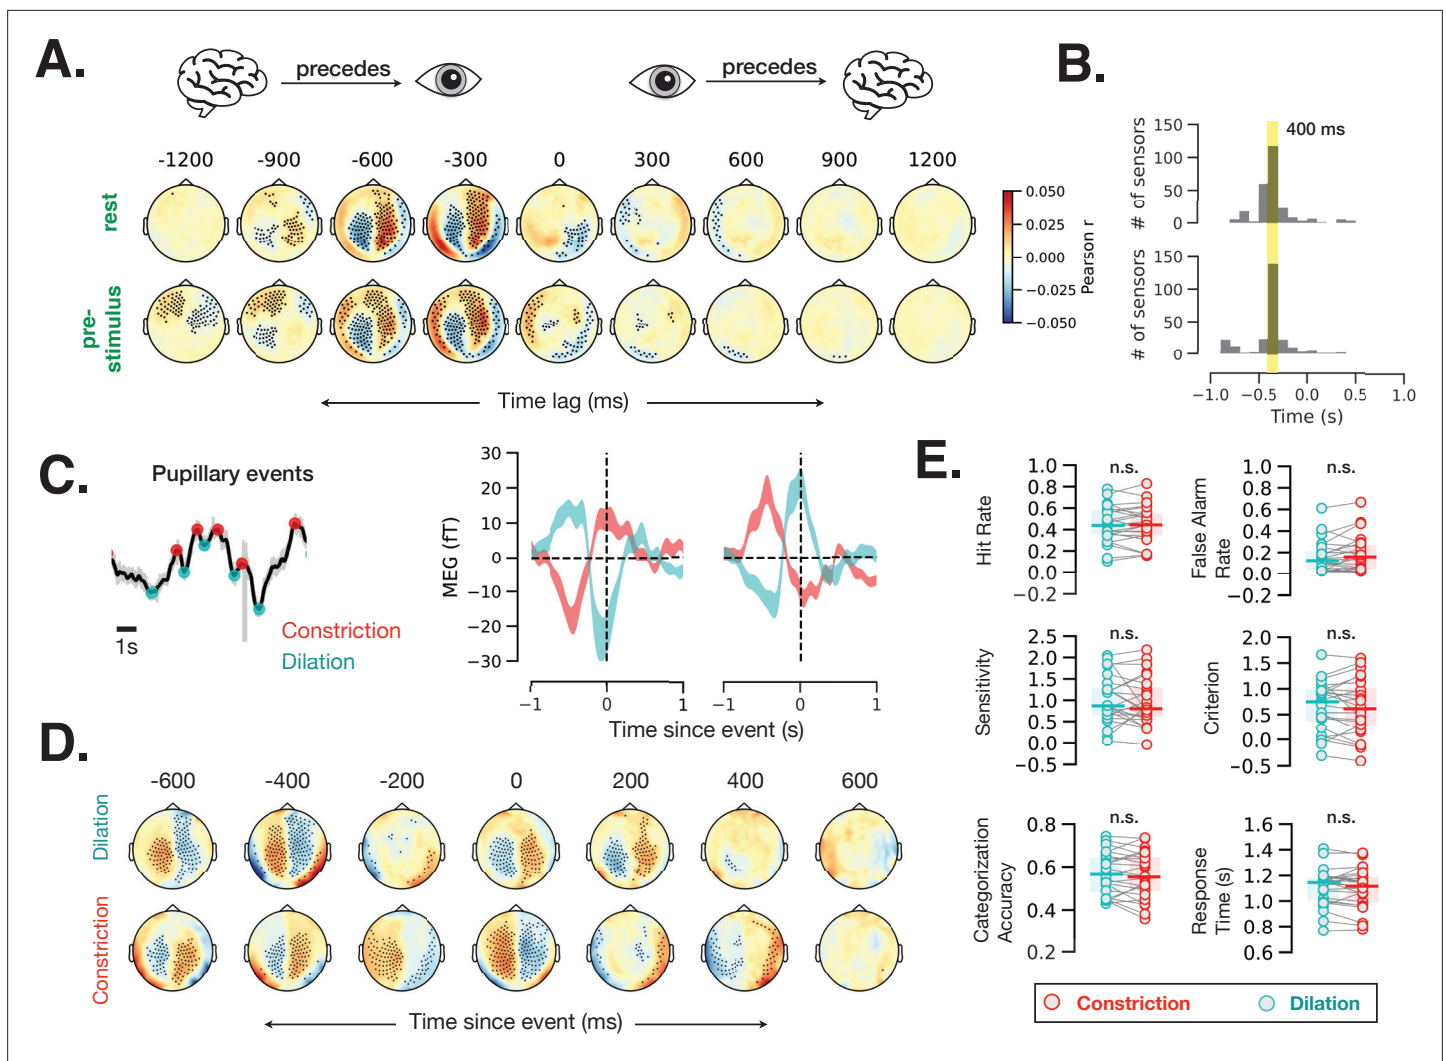 A.
precedes
precedes
-1200 -900 -600 -300 0 300 600 900 1200
rest
pre-
stimulus
0.050
0.025
0.000
−0.025
−0.050
Pearson r
Time lag (ms)
B.
400 ms
# of sensors
150
100
50
0
# of sensors
150
100
50
0
−1.0 −0.5 0.0 0.5 1.0
Time (s)
C.
Pupillary events
1s
Constriction
Dilation
MEG (fT)
30
20
10
0
−10
−20
−30
−1 0 1
−1 0 1
Time since event (s)
D.
-600 -400 -200 0 200 400 600
Dilation
Constriction
Time since event (ms)
E.
Hit Rate
1.0
0.8
0.6
0.4
0.2
0.0
−0.2
n.s.
False Alarm
Rate
1.0
0.8
0.6
0.4
0.2
0.0
−0.2
n.s.
Sensitivity
2.5
2.0
1.5
1.0
0.5
0.0
−0.5
n.s.
Criterion
2.0
1.5
1.0
0.5
0.0
−0.5
n.s.
Categorization
Accuracy
0.8
0.6
0.4
0.2
n.s.
Response
Time (s)
1.6
1.4
1.2
1.0
0.8
0.6
n.s.
Constriction Dilation